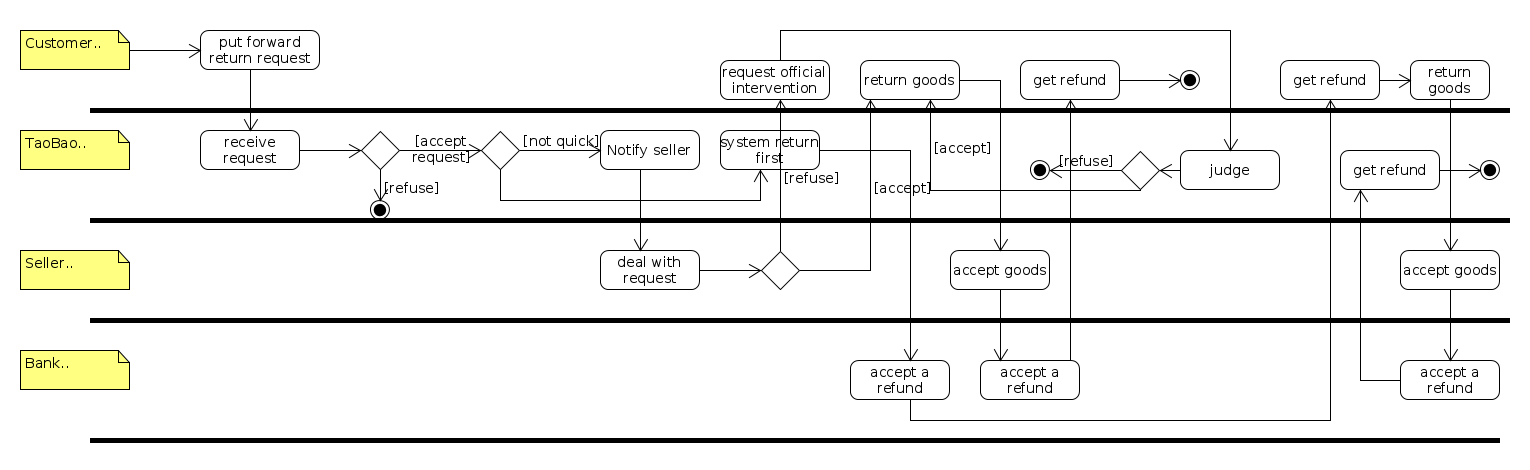 Customer..
put forward
return request
request official
intervention
return goods
get refund
get refund
return
goods
TaoBao..
receive
request
[accept
request]
[refuse]
[not quick]
Notify seller
system return
first
[refuse]
[accept]
[accept]
[refuse]
judge
get refund
Seller..
deal with
request
accept goods
accept goods
Bank..
accept a
refund
accept a
refund
accept a
refund